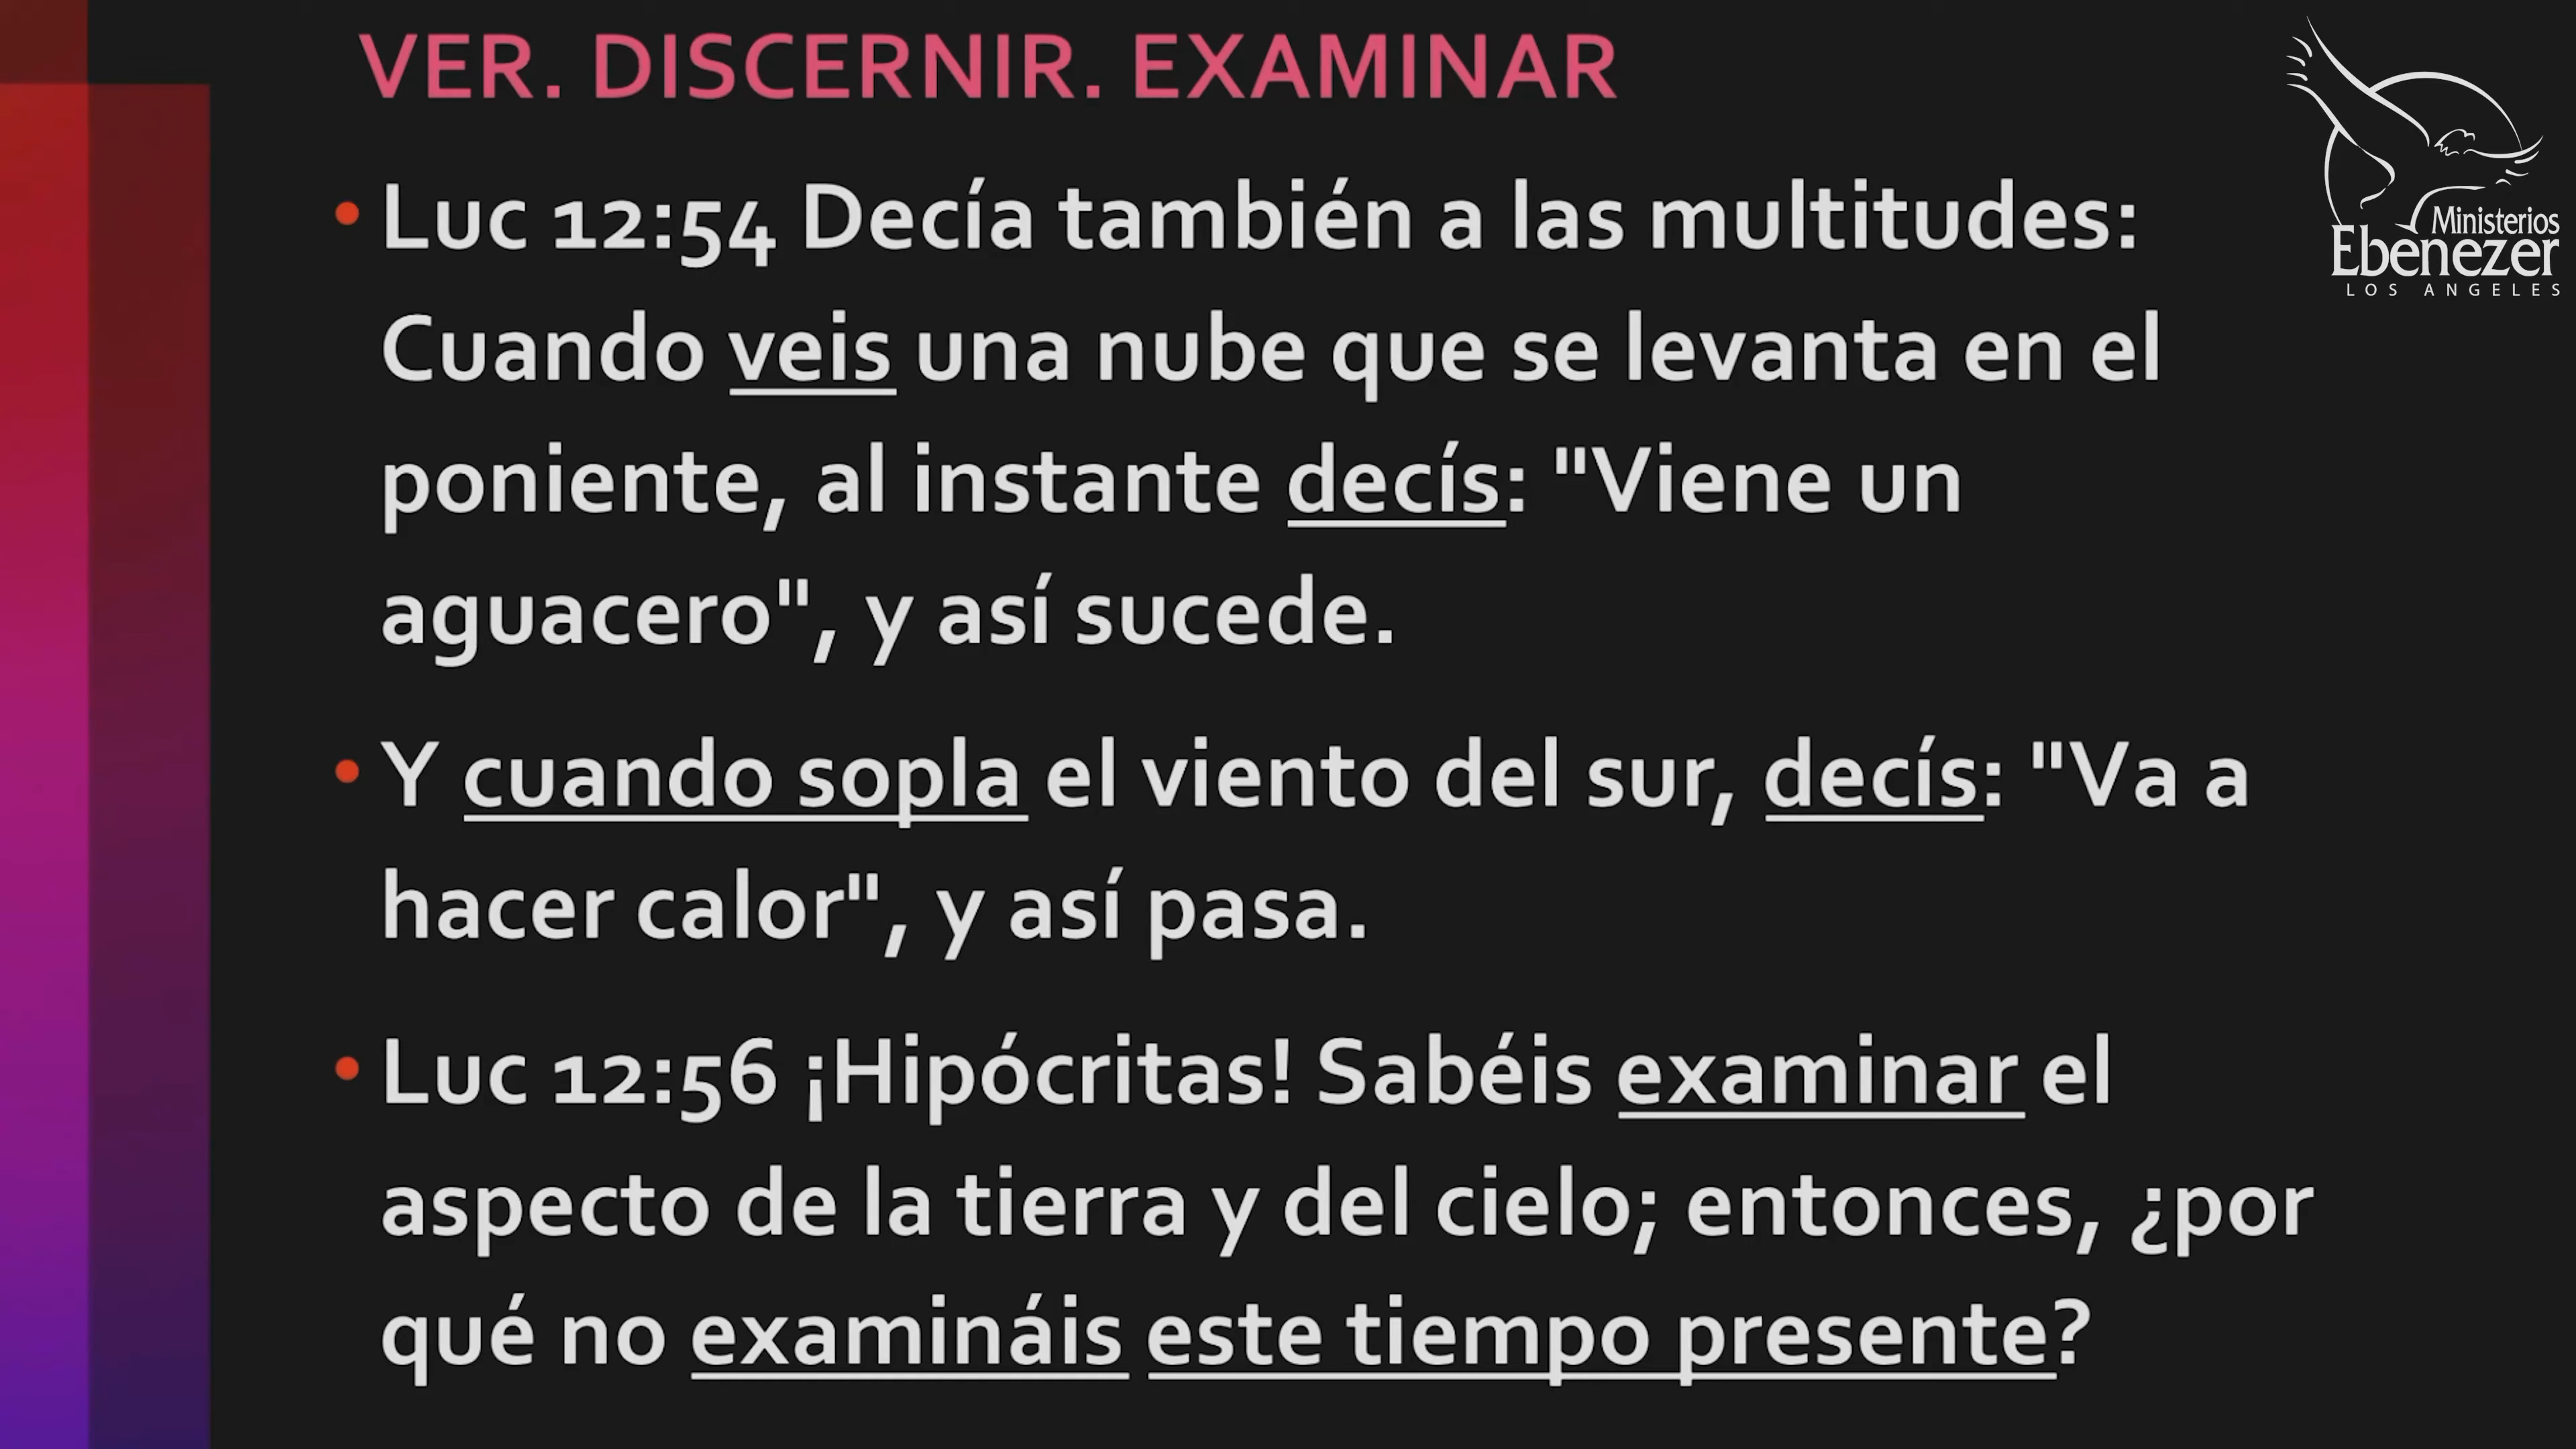 VER. DISCERNIR. EXAMINAR
Ministerios
Ebenezer
LOS ANGELES
• Luc 12:54 Decía también a las multitudes:
Cuando veis una nube que se levanta en el
poniente, al instante decís: "Viene un
aguacero", y así sucede.
• Y cuando sopla el viento del sur, decís: "Va a
hacer calor", y así pasa.
• Luc 12:56 ¡Hipócritas! Sabéis examinar el
aspecto de la tierra y del cielo; entonces, ¿por
qué no examináis este tiempo presente?